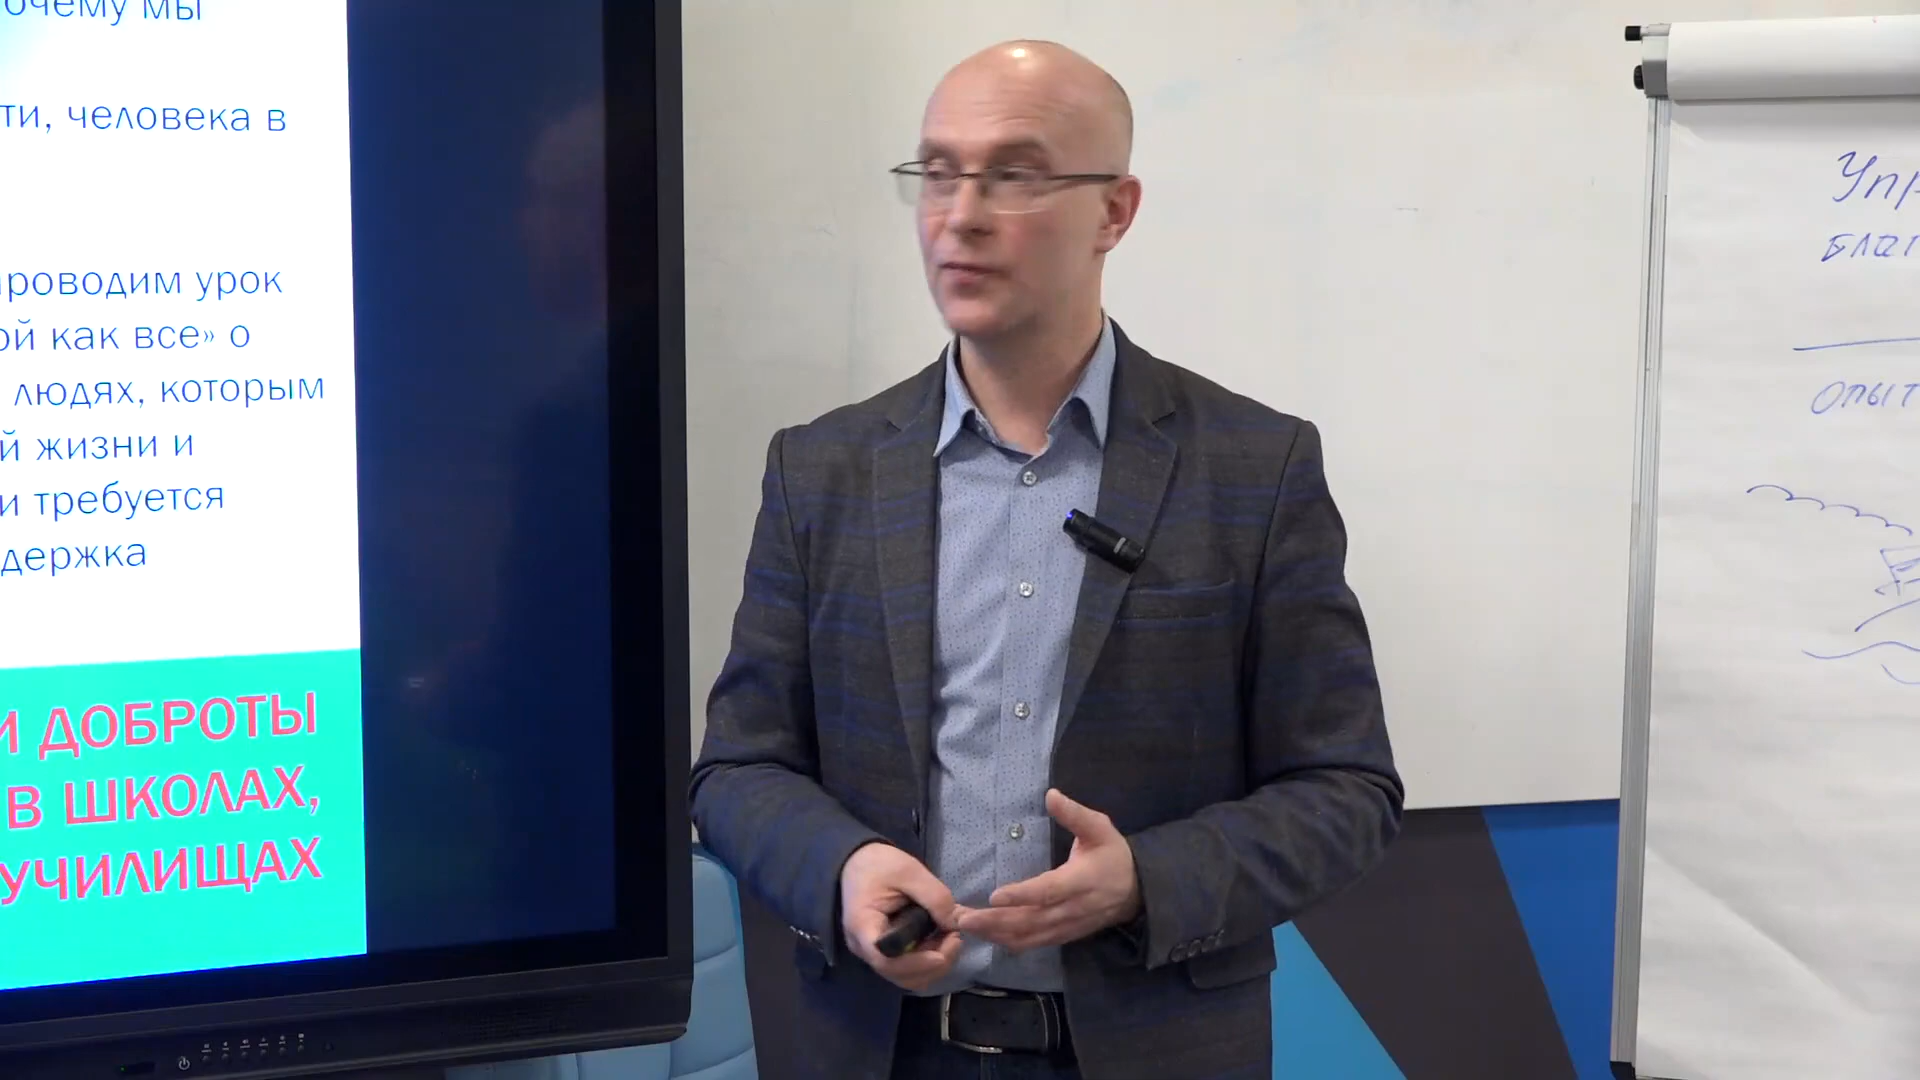 очему мы
ти, человека в
проводим урок
ой как все» о
людях, которым
й жизни и
и требуется
держка
И ДОБРОТЫ
В ШКОЛАХ,
УЧИЛИЩАХ
Упр
благ
опыт